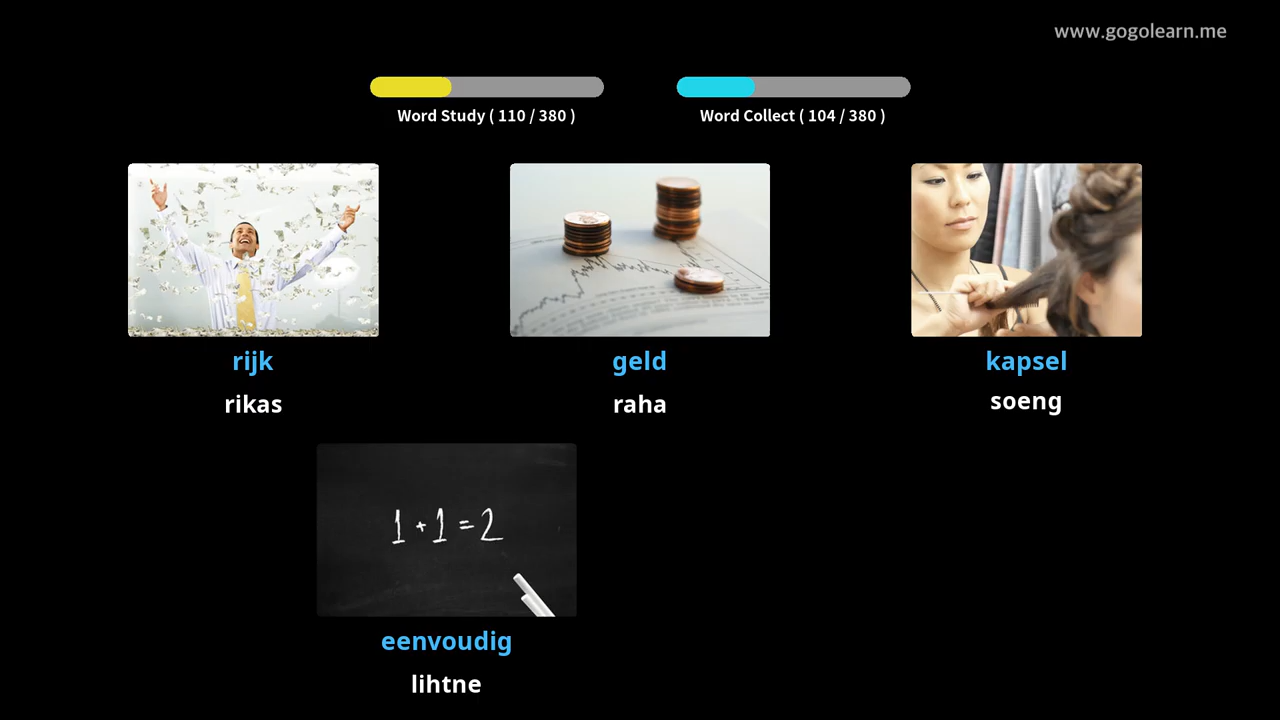 www.gogolearn.me
Word Study ( 110 / 380 )
Word Collect ( 104 / 380 )
rijk
rikas
geld
raha
kapsel
soeng
1 + 1 = 2
eenvoudig
lihtne